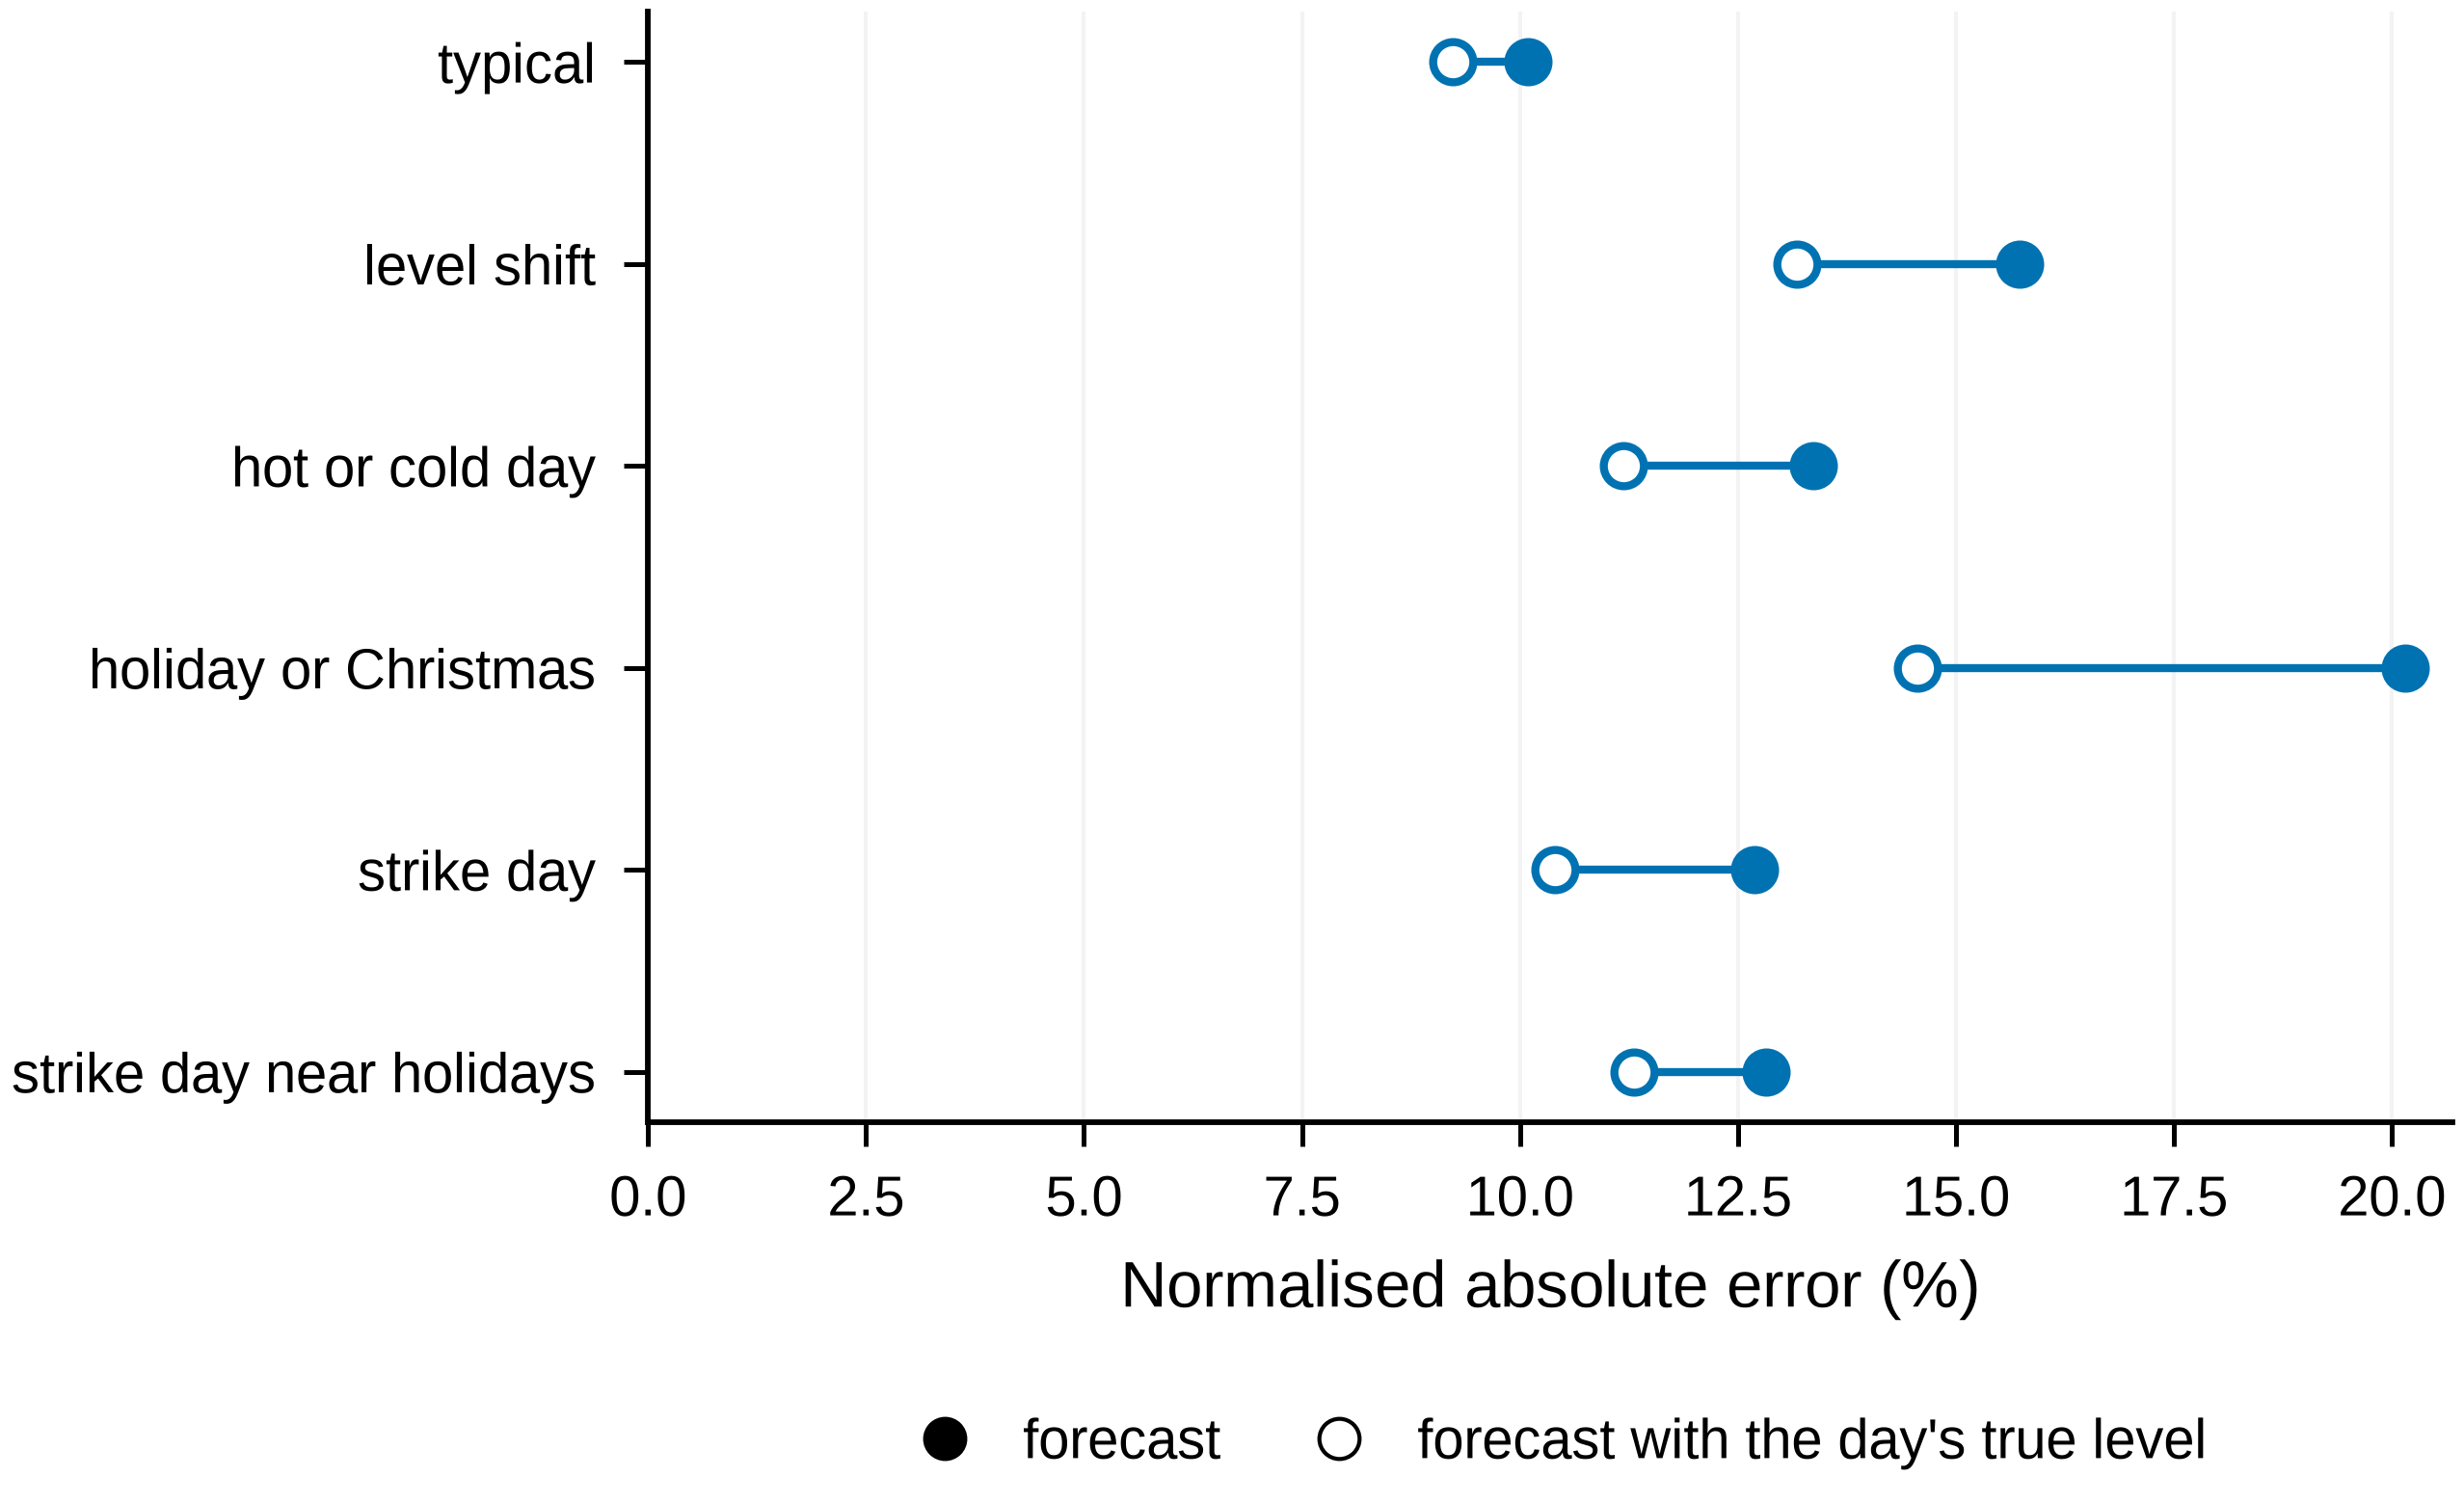 typical
level shift
hot or cold day
holiday or Christmas
strike day
strike day near holidays
0.0 2.5 5.0 7.5 10.0 12.5 15.0 17.5 20.0
Normalised absolute error (%)
forecast forecast with the day's true level